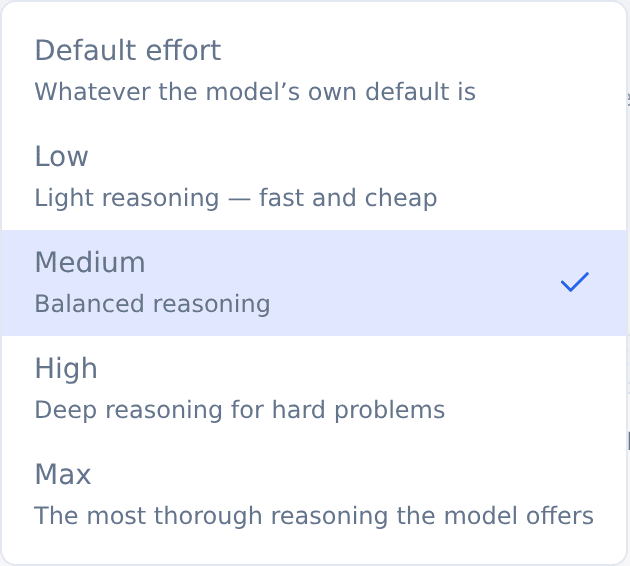 Default effort
Whatever the model’s own default is
Low
Light reasoning — fast and cheap
Medium
Balanced reasoning
High
Deep reasoning for hard problems
Max
The most thorough reasoning the model offers